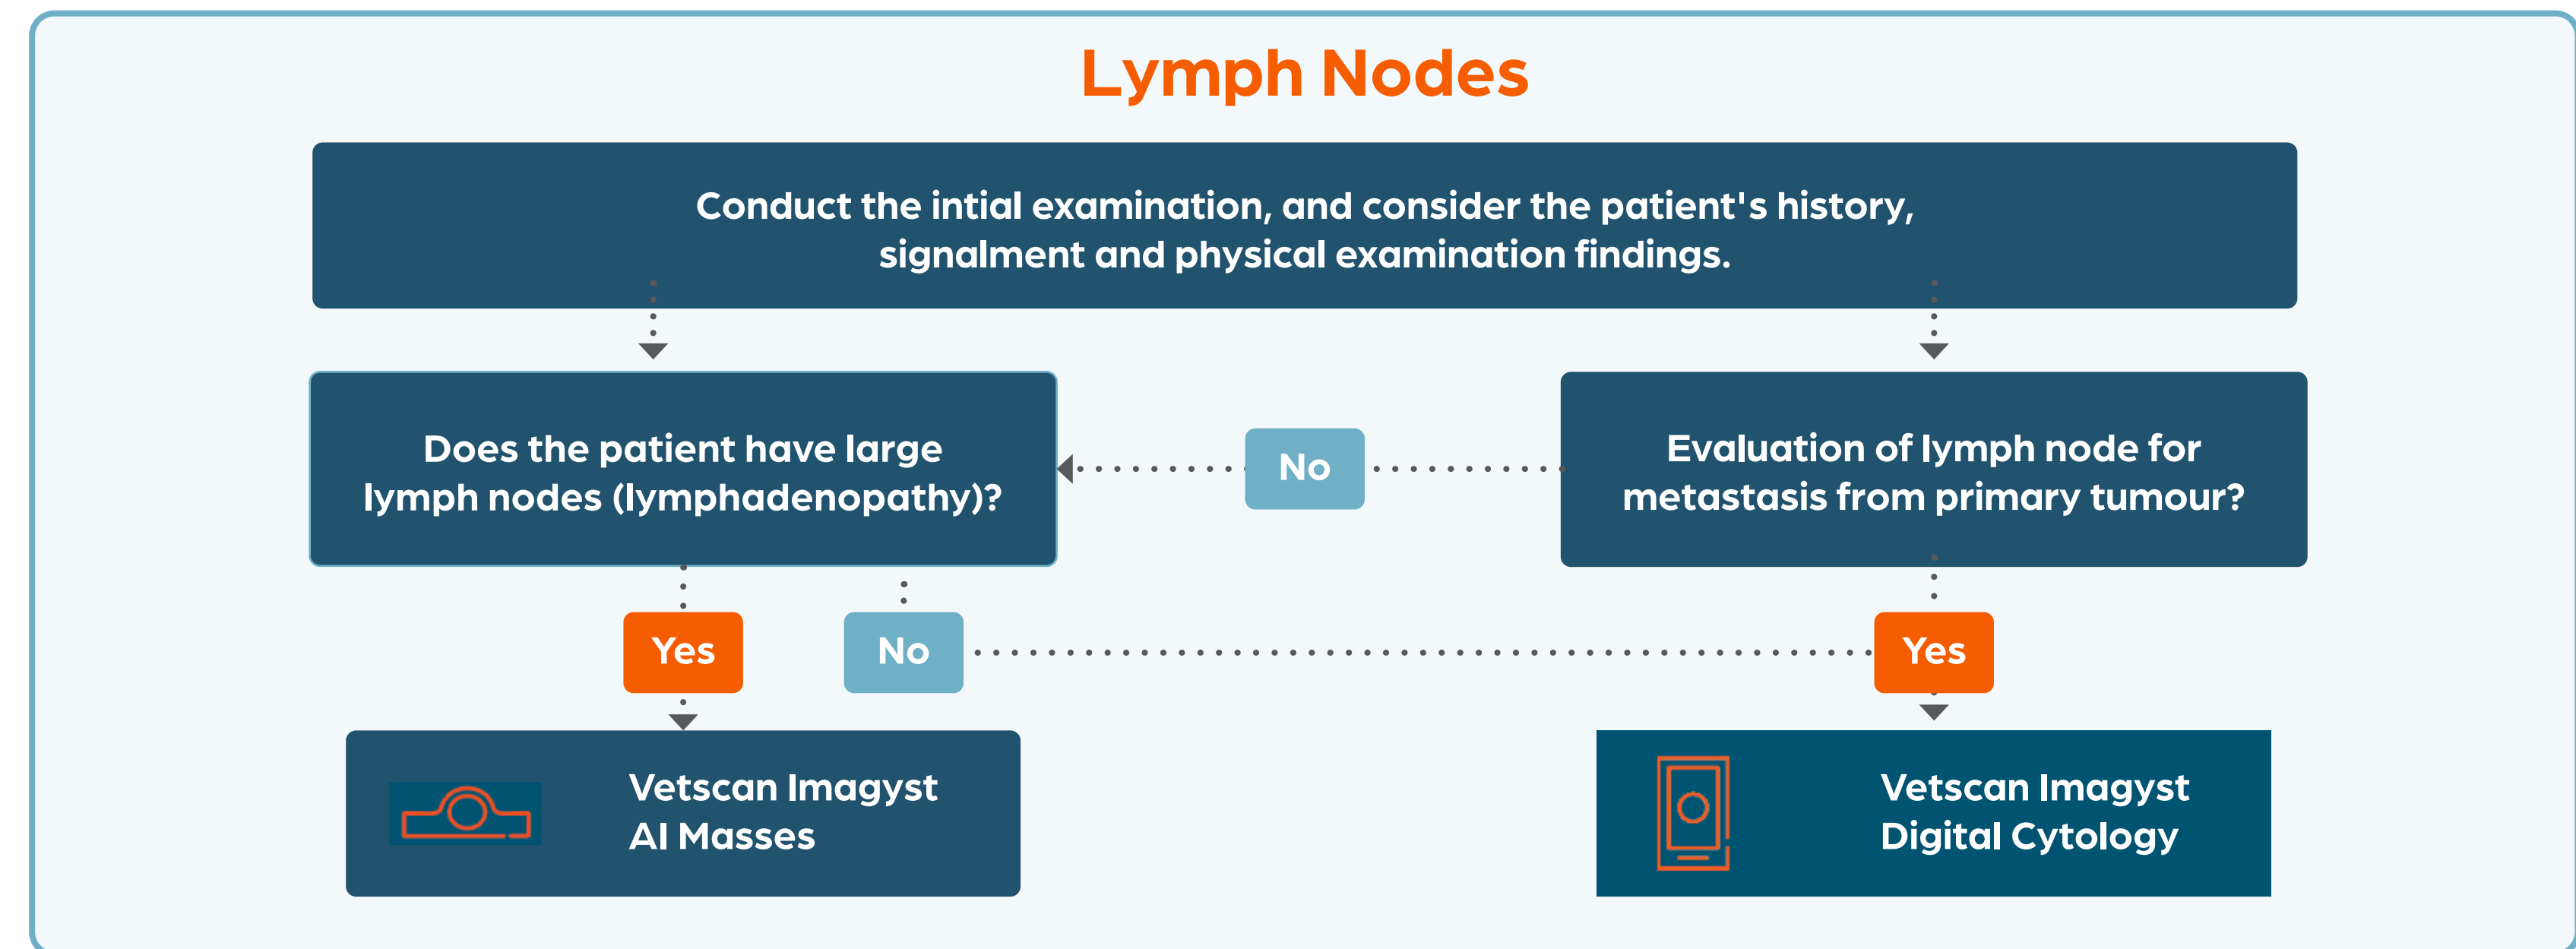 Lymph Nodes
Conduct the intial examination, and consider the patient's history,
signalment and physical examination findings.
Does the patient have large
lymph nodes (lymphadenopathy)?
No
Evaluation of lymph node for
metastasis from primary tumour?
Yes
No
Yes
Vetscan Imagyst
AI Masses
Vetscan Imagyst
Digital Cytology